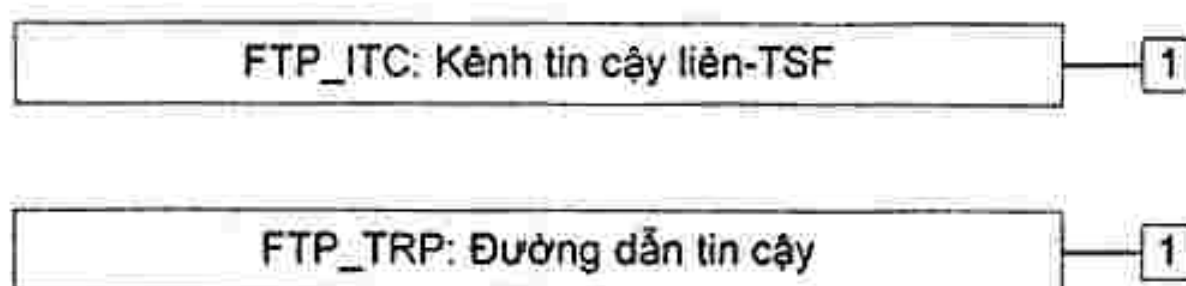 FTP_ITC: Kênh tin cậy liên-TSF
1
FTP_TRP: Đường dẫn tin cậy
1